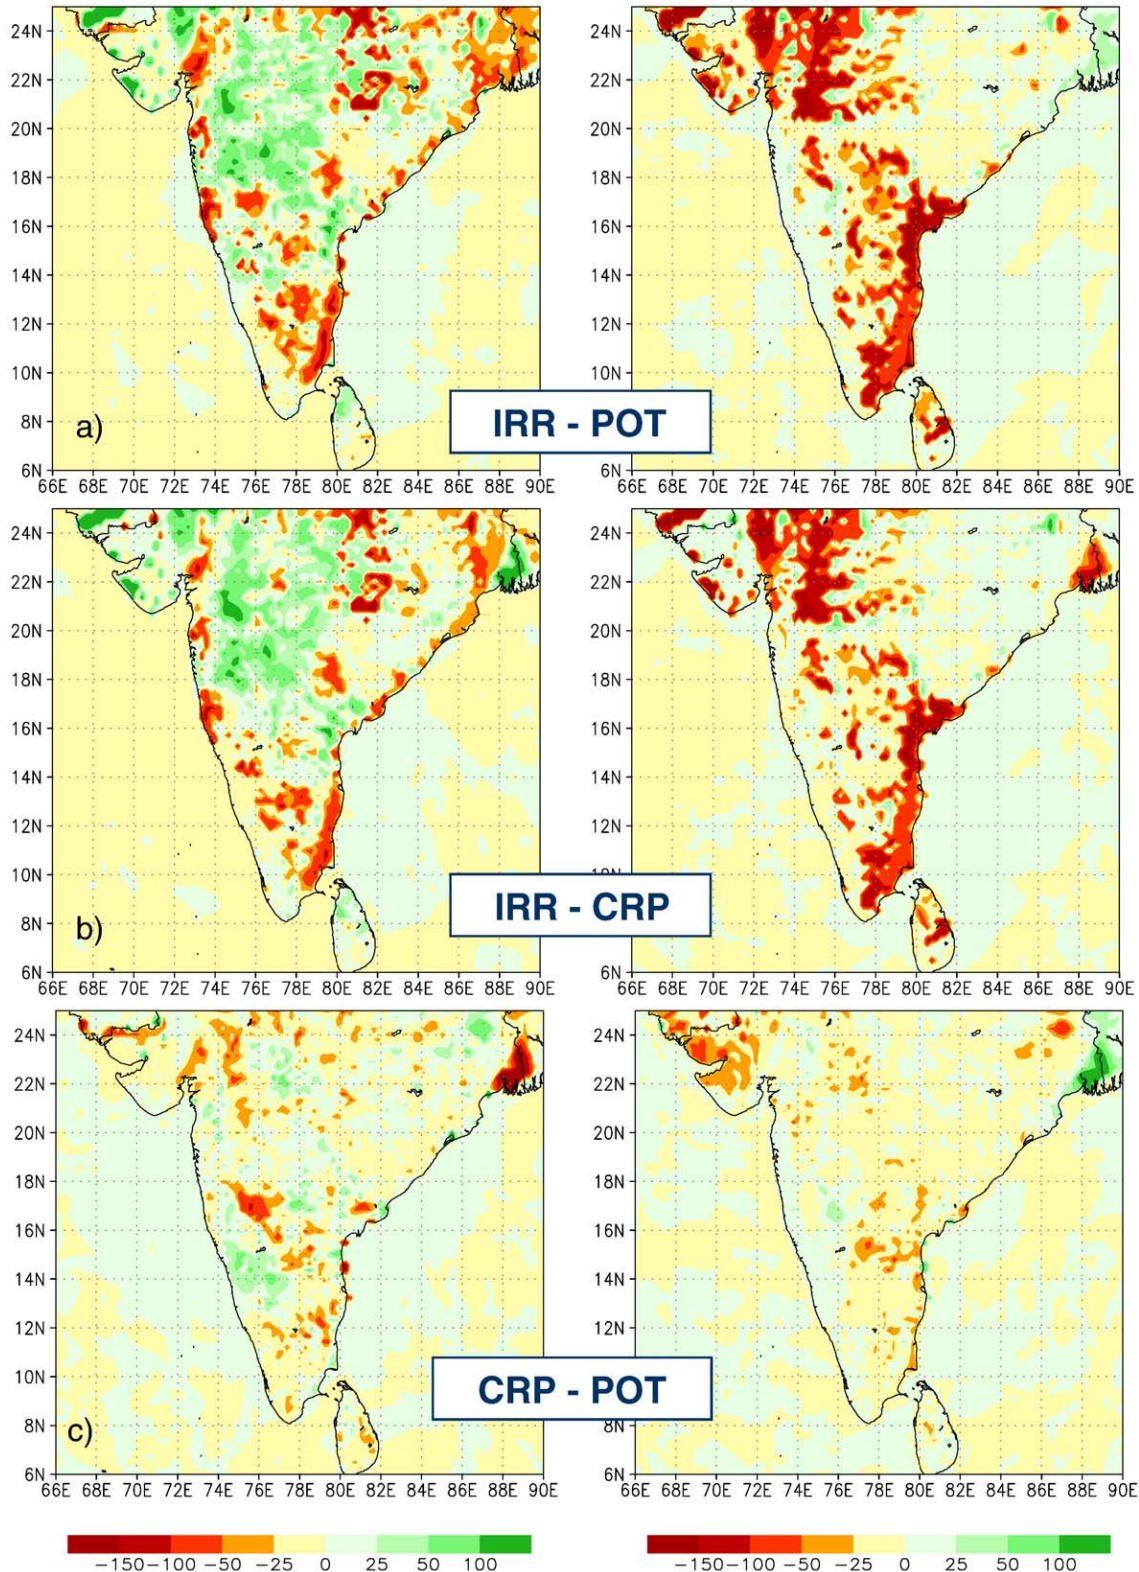 24N 24N
22N 22N
20N 20N
18N 18N
16N 16N
14N 14N
12N 12N
10N 10N
8N 8N
a)
IRR - POT
6N 6N
66E 68E 70E 72E 74E 76E 78E 80E 82E 84E 86E 88E 90E 66E 68E 70E 72E 74E 76E 78E 80E 82E 84E 86E 88E 90E
24N 24N
22N 22N
20N 20N
18N 18N
16N 16N
14N 14N
12N 12N
10N 10N
8N 8N
b)
IRR - CRP
6N 6N
66E 68E 70E 72E 74E 76E 78E 80E 82E 84E 86E 88E 90E 66E 68E 70E 72E 74E 76E 78E 80E 82E 84E 86E 88E 90E
24N 24N
22N 22N
20N 20N
18N 18N
16N 16N
14N 14N
12N 12N
10N 10N
8N 8N
c)
CRP - POT
6N 6N
66E 68E 70E 72E 74E 76E 78E 80E 82E 84E 86E 88E 90E 66E 68E 70E 72E 74E 76E 78E 80E 82E 84E 86E 88E 90E
-150 -100 -50 -25 0 25 50 100 -150 -100 -50 -25 0 25 50 100